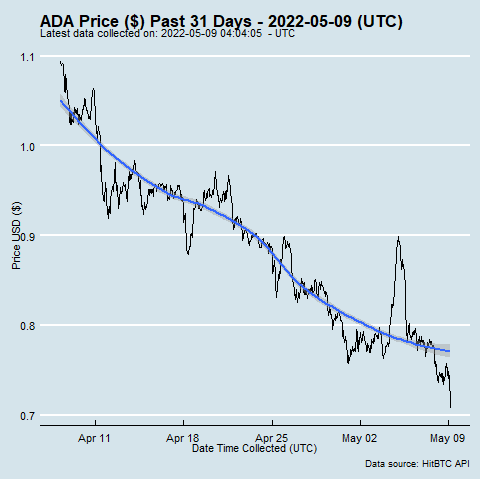 ADA Price ($) Past 31 Days - 2022-05-09 (UTC)
Latest data collected on: 2022-05-09 04:04:05 - UTC
1.1
1.0
0.9
0.8
0.7
Price USD ($)
Apr 11 Apr 18 Apr 25 May 02 May 09
Date Time Collected (UTC)
Data source: HitBTC API